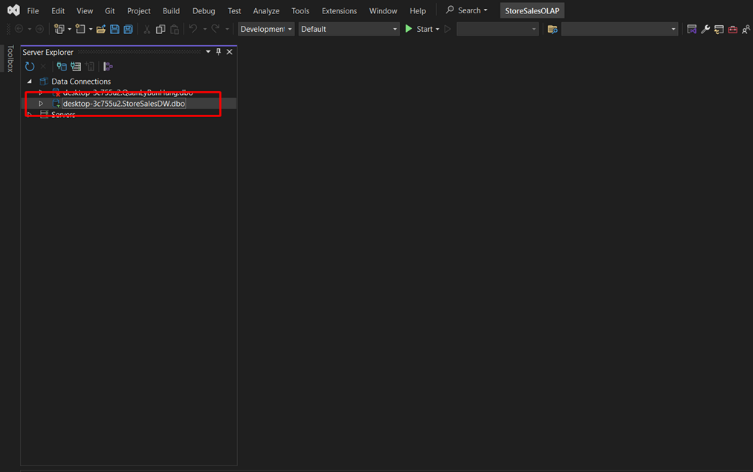 File Edit View Git Project Build Debug Test Analyze Tools Extensions Window Help Search StoreSalesOLAP
Development Default Start
Toolbox
Server Explorer
Data Connections
desktop-3c755u2.QuanLyBanHang.dbo
desktop-3c755u2.StoreSalesDW.dbo
Servers